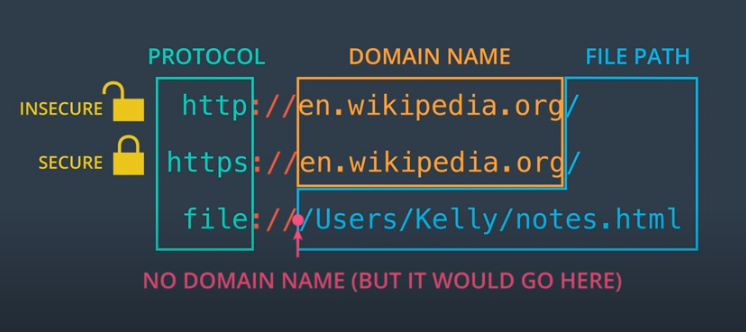 PROTOCOL DOMAIN NAME FILE PATH
INSECURE http://en.wikipedia.org/
SECURE https://en.wikipedia.org/
file:///Users/Kelly/notes.html
NO DOMAIN NAME (BUT IT WOULD GO HERE)